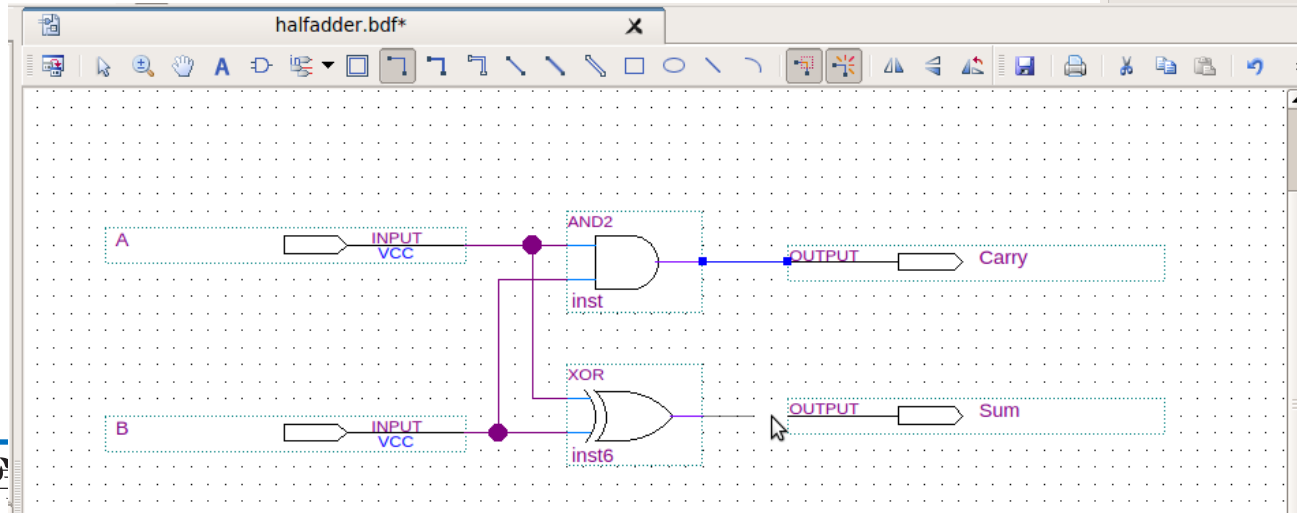 halfadder.bdf*
A
A
INPUT
VCC
AND2
inst
OUTPUT
Carry
XOR
inst6
OUTPUT
Sum
B
INPUT
VCC